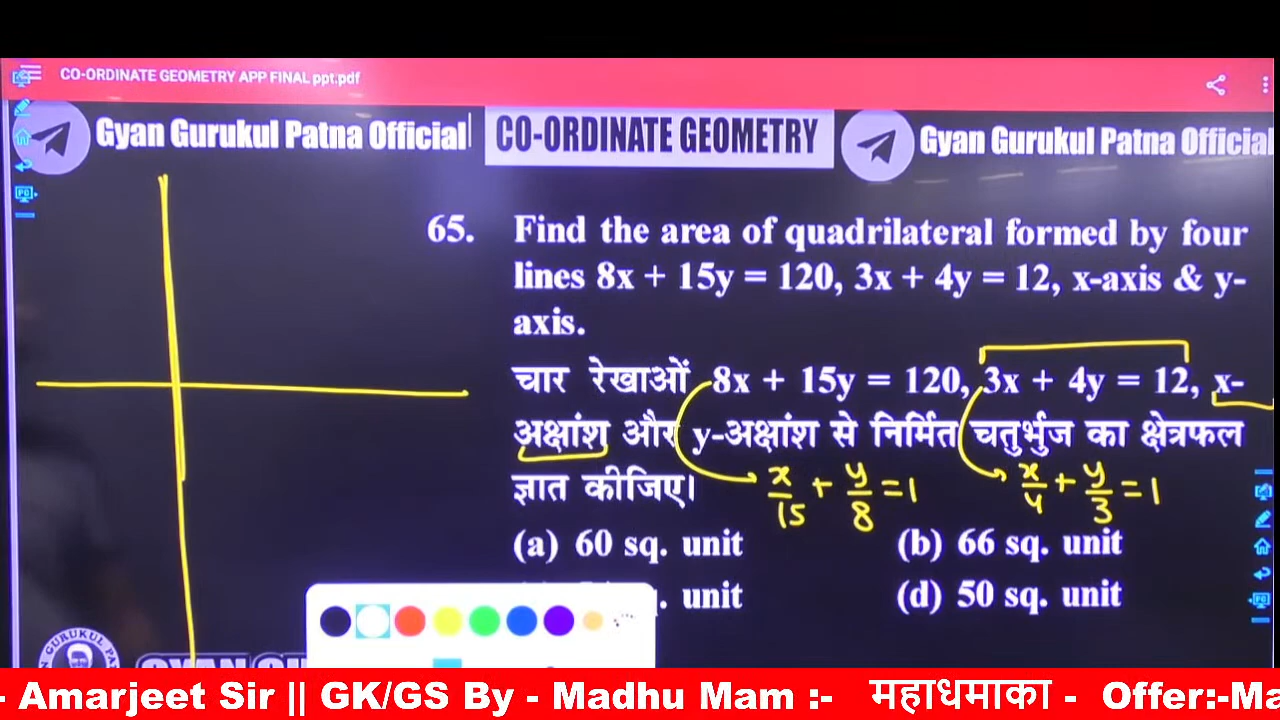 CO-ORDINATE GEOMETRY APP FINAL ppt.pdf
Gyan Gurukul Patna Official
CO-ORDINATE GEOMETRY
Gyan Gurukul Patna Official
65. Find the area of quadrilateral formed by four
lines 8x + 15y = 120, 3x + 4y = 12, x-axis & y-
axis.
चार रेखाओं 8x + 15y = 120, 3x + 4y = 12, x-
अक्षांश और y-अक्षांश से निर्मित चतुर्भुज का क्षेत्रफल
ज्ञात कीजिए।
x/15 + y/8 = 1
x/4 + y/3 = 1
(a) 60 sq. unit (b) 66 sq. unit
. unit (d) 50 sq. unit
- Amarjeet Sir || GK/GS By - Madhu Mam :- महाधमाका - Offer:-Ma